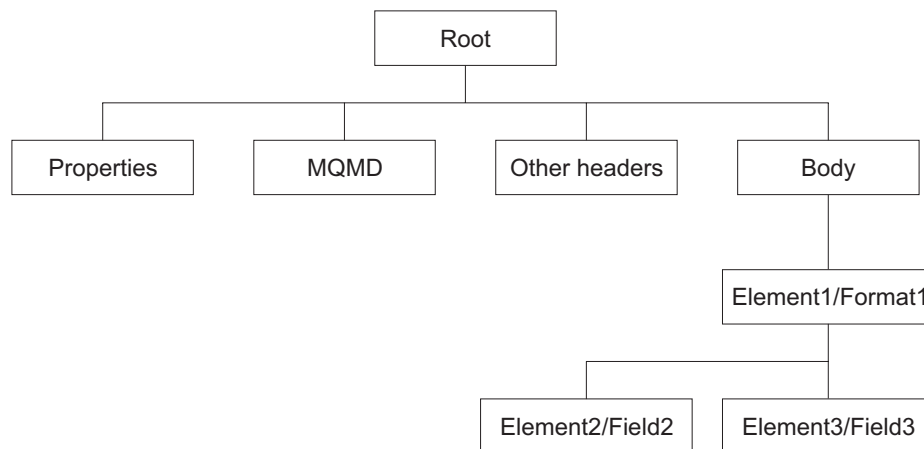 Root
Properties
MQMD
Other headers
Body
Element1/Format1
Element2/Field2
Element3/Field3